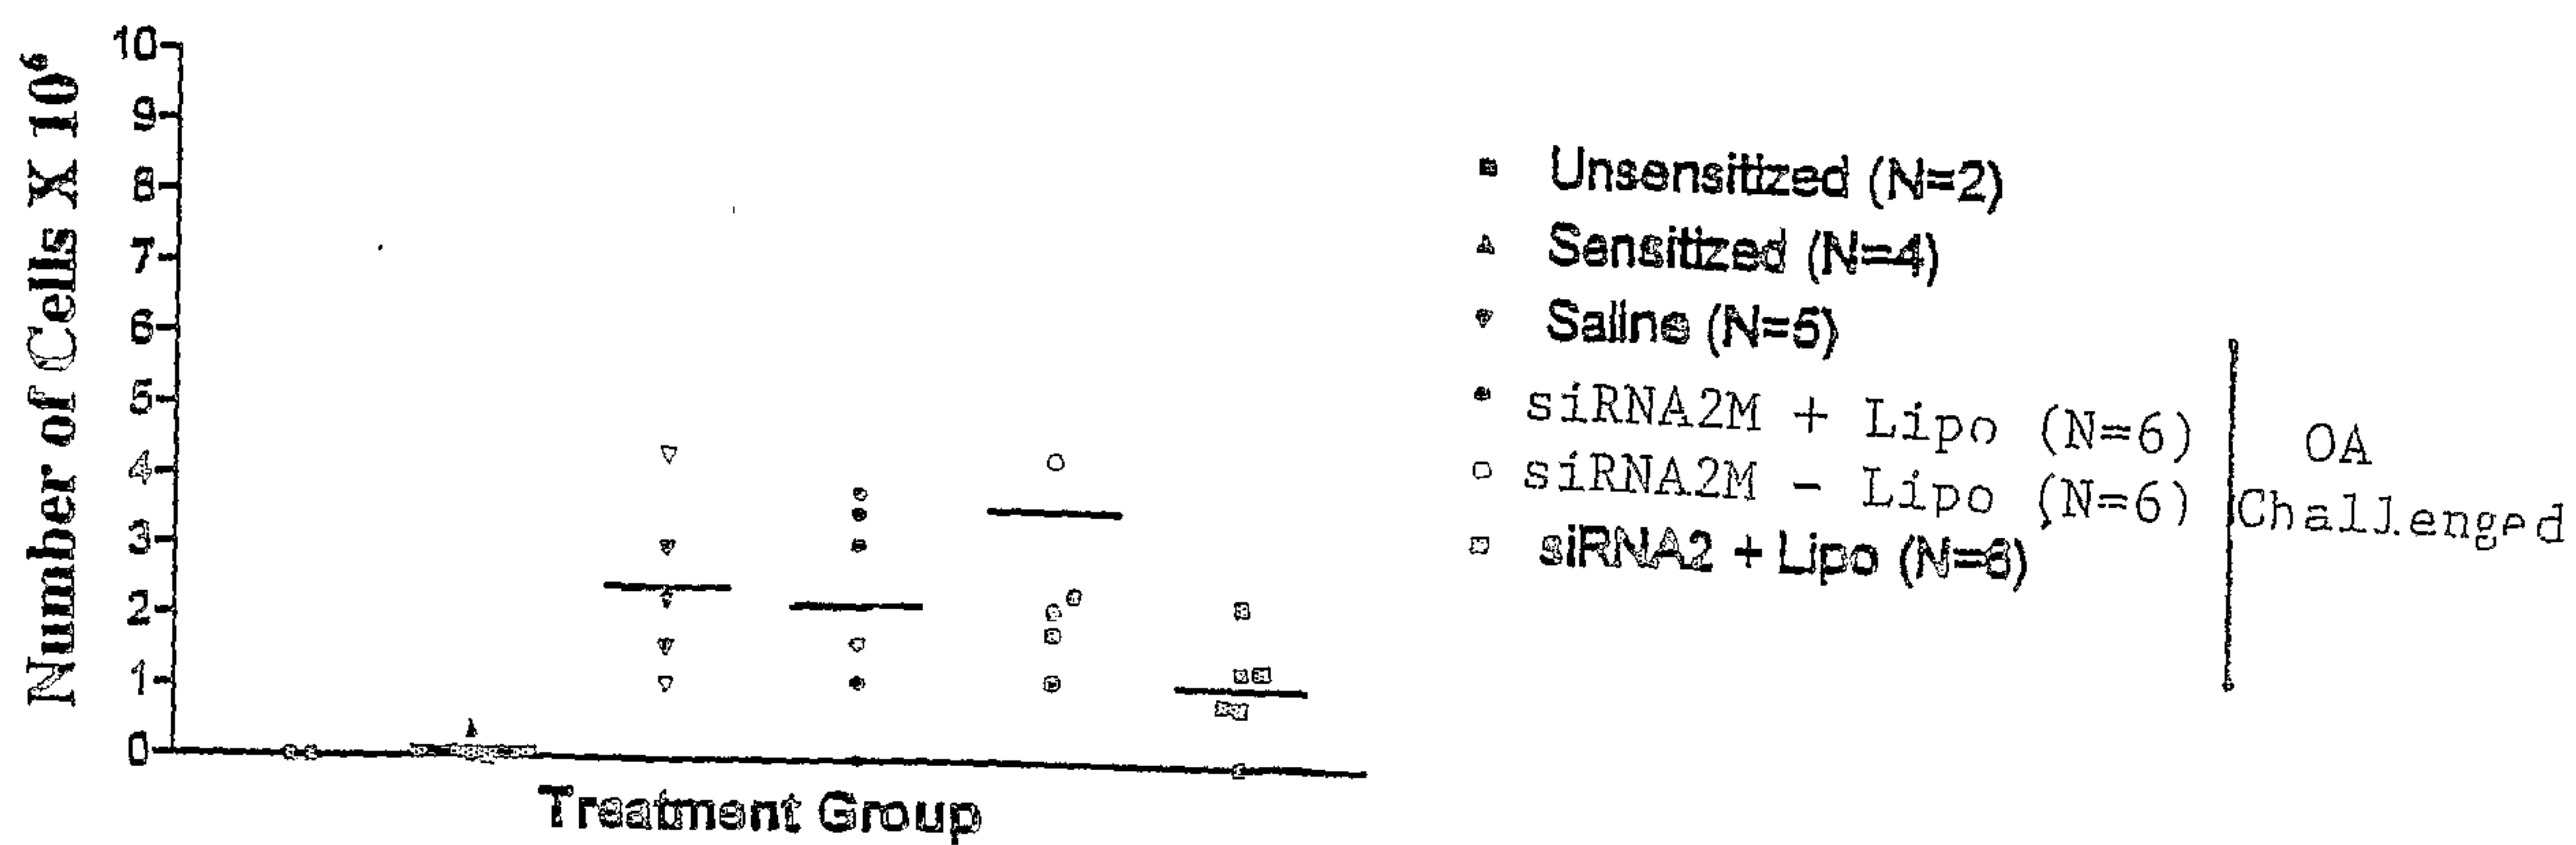 Number of Cells X 10⁶
10
9
8
7
6
5
4
3
2
1
0
Treatment Group
Unsensitized (N=2)
Sensitized (N=4)
Saline (N=5)
siRNA2M + Lipo (N=6)
siRNA2M - Lipo (N=6)
siRNA2 + Lipo (N=6)
OA
Challenged